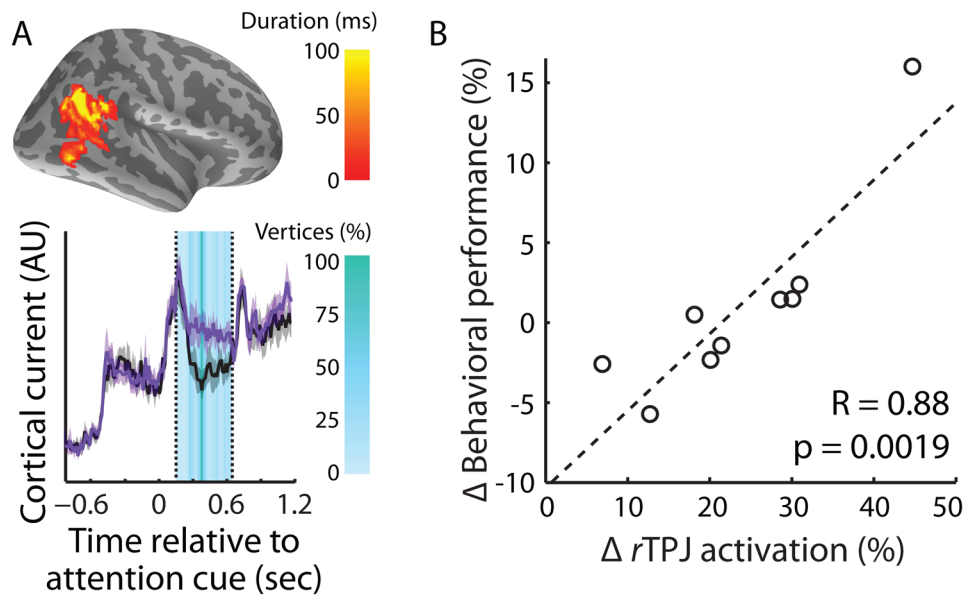 A
Duration (ms)
100
50
0
Cortical current (AU)
Vertices (%)
100
75
50
25
0
−0.6
0
0.6
1.2
Time relative to
attention cue (sec)
B
Δ Behavioral performance (%)
15
10
5
0
-5
-10
R = 0.88
p = 0.0019
0
10
20
30
40
50
Δ rTPJ activation (%)